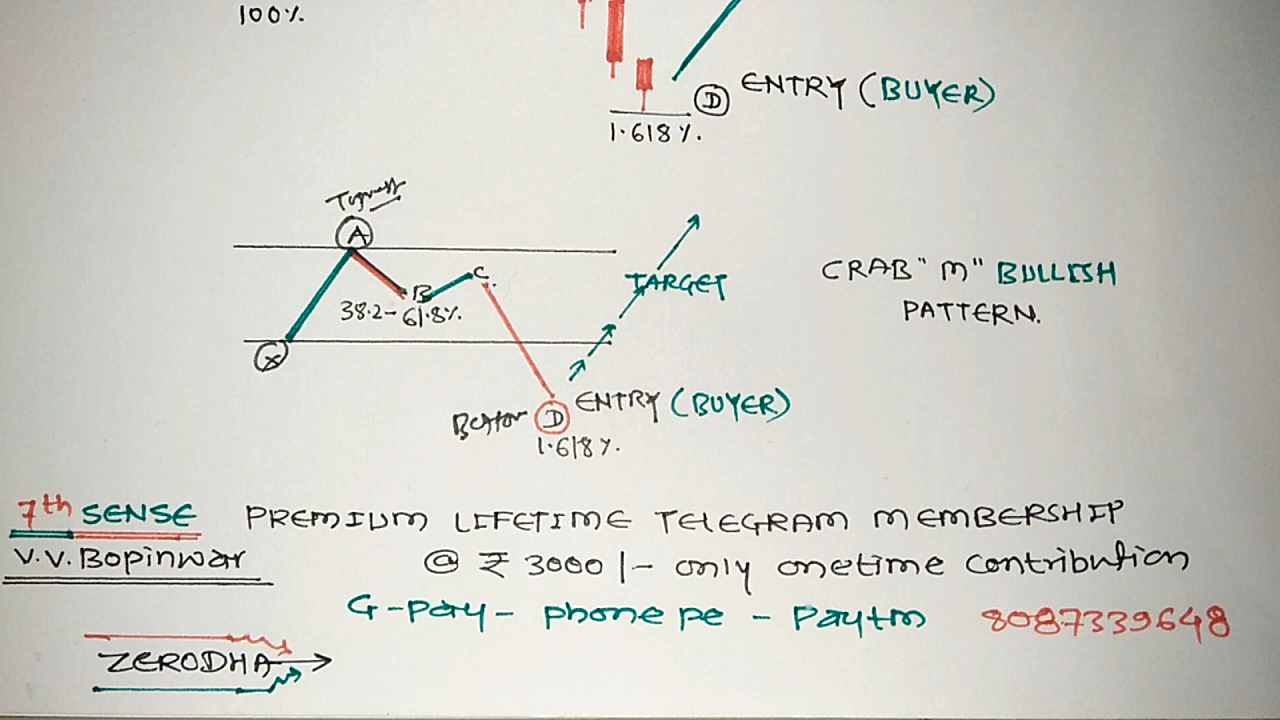 100%
D ENTRY (BUYER)
1.618%.
A
X
B
C.
38.2-61.8%.
TARGET
CRAB "M" BULLISH
PATTERN.
D ENTRY (BUYER)
1.618%.
7th SENSE PREMIUM LIFETIME TELEGRAM MEMBERSHIP
V.V. Bopinwar @ ₹ 3000/- only onetime contribution
G-pay - phone pe - Paytm 8087339648
ZERODHA